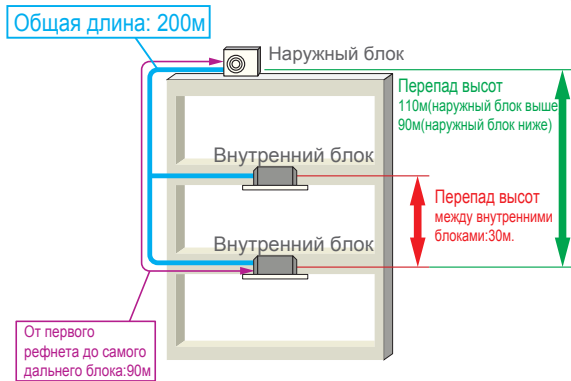 Общая длина: 200м
Наружный блок
Перепад высот
110м(наружный блок выше
90м(наружный блок ниже)
Внутренний блок
Перепад высот
между внутренними
блоками:30м.
Внутренний блок
От первого
рефнета до самого
дальнего блока:90м